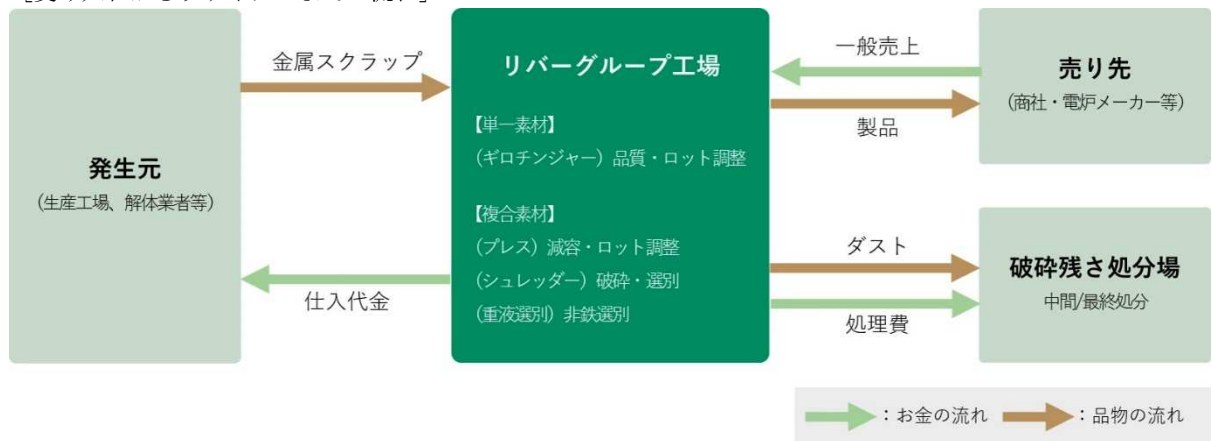 金属スクラップ
発生元
(生産工場、解体業者等)
仕入代金
リバーグループ工場
【単一素材】
(ギロチンジャー)品質・ロット調整
【複合素材】
(プレス)減容・ロット調整
(シュレッダー)破砕・選別
(重液選別)非鉄選別
一般売上
製品
売り先
(商社・電炉メーカー等)
ダスト
処理費
破砕残さ処分場
中間/最終処分
:お金の流れ
:品物の流れ